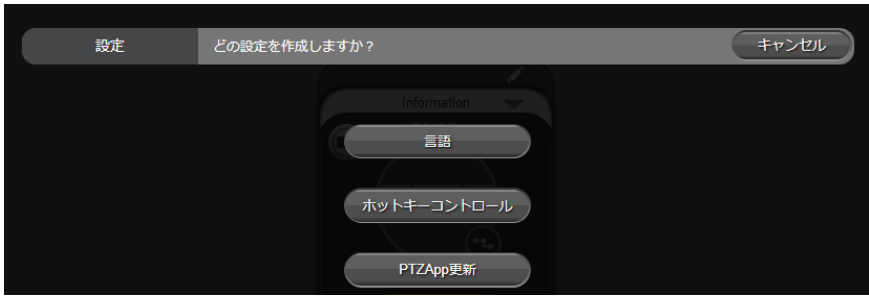 設定
どの設定を作成しますか？
キャンセル
Information
言語
ホットキーコントロール
PTZApp更新